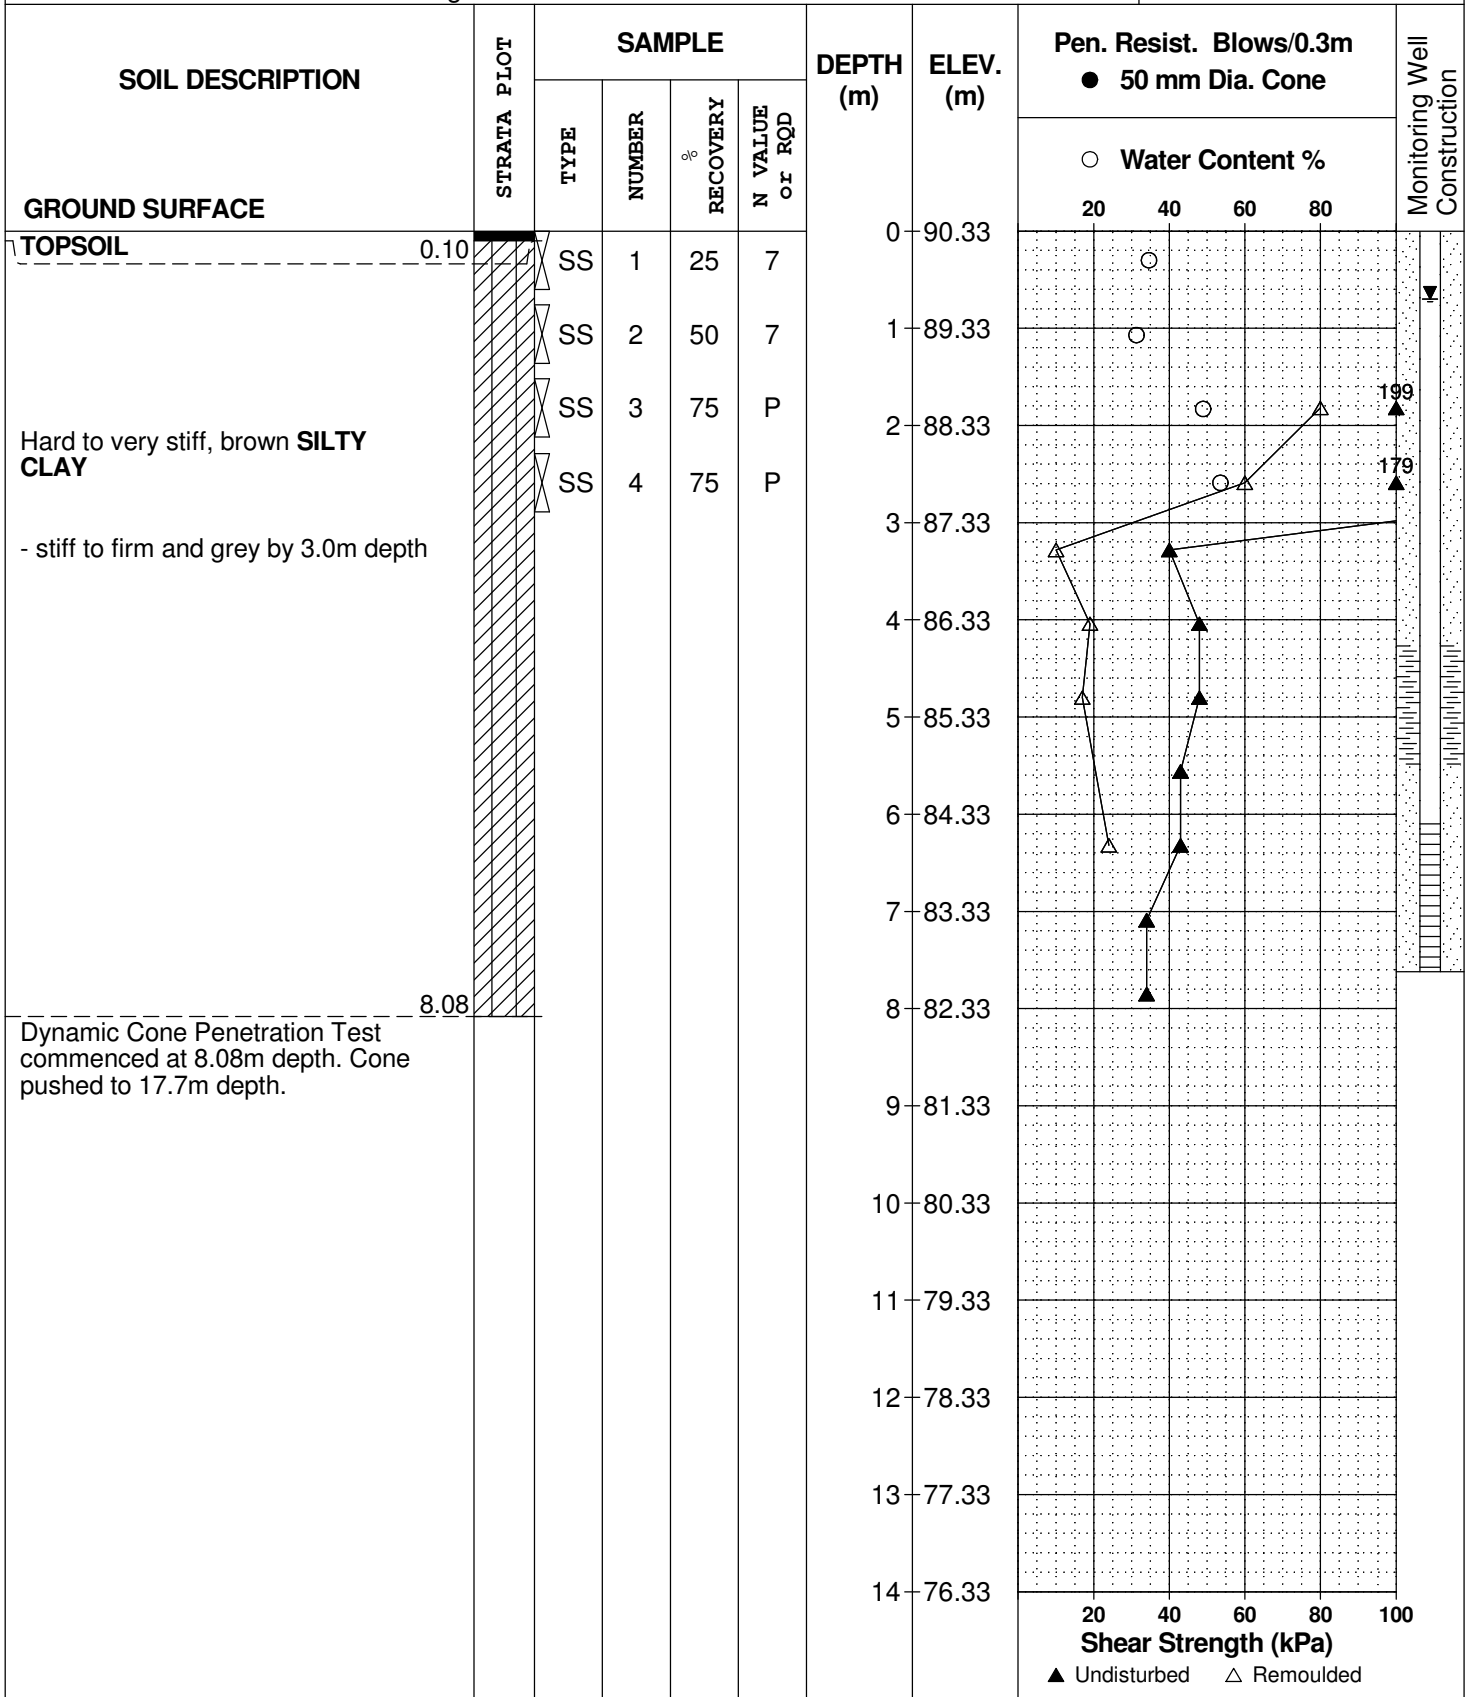 SOIL DESCRIPTION
GROUND SURFACE
STRATA PLOT
SAMPLE
TYPE
NUMBER
%
RECOVERY
N VALUE
or RQD
DEPTH
(m)
ELEV.
(m)
Pen. Resist. Blows/0.3m
● 50 mm Dia. Cone
○ Water Content %
20 40 60 80
Monitoring Well
Construction
TOPSOIL 0.10
0 90.33
SS 1 25 7
SS 2 50 7
1 89.33
199
SS 3 75 P
2 88.33
Hard to very stiff, brown SILTY
CLAY
179
SS 4 75 P
3 87.33
- stiff to firm and grey by 3.0m depth
4 86.33
5 85.33
6 84.33
7 83.33
8.08
8 82.33
Dynamic Cone Penetration Test
commenced at 8.08m depth. Cone
pushed to 17.7m depth.
9 81.33
10 80.33
11 79.33
12 78.33
13 77.33
14 76.33
20 40 60 80 100
Shear Strength (kPa)
▲ Undisturbed △ Remoulded